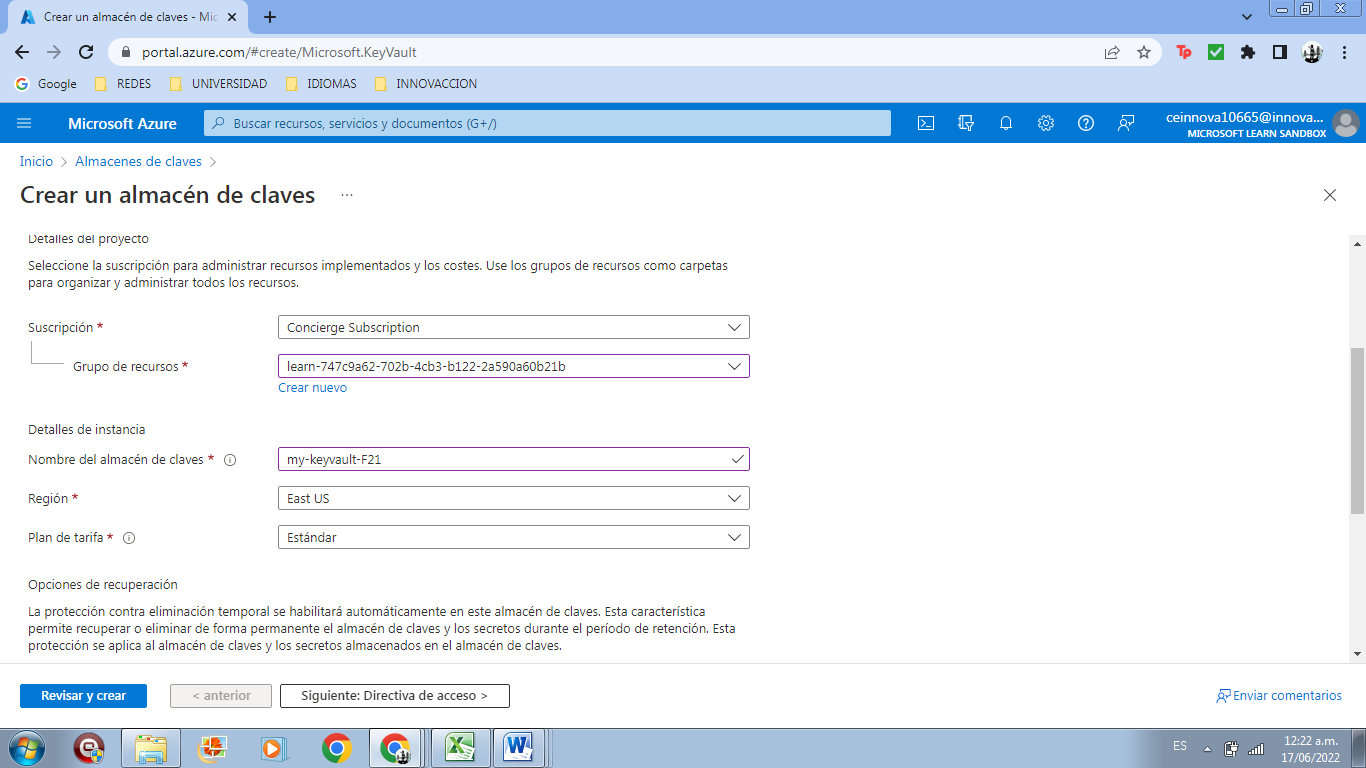 Crear un almacén de claves - Mic
portal.azure.com/#create/Microsoft.KeyVault
Google REDES UNIVERSIDAD IDIOMAS INNOVACCION
Microsoft Azure
Buscar recursos, servicios y documentos (G+/)
ceinnova10665@innova...
MICROSOFT LEARN SANDBOX
Inicio > Almacenes de claves >
Crear un almacén de claves ...
Detalles del proyecto
Seleccione la suscripción para administrar recursos implementados y los costes. Use los grupos de recursos como carpetas
para organizar y administrar todos los recursos.
Suscripción *
Concierge Subscription
Grupo de recursos *
learn-747c9a62-702b-4cb3-b122-2a590a60b21b
Crear nuevo
Detalles de instancia
Nombre del almacén de claves *
my-keyvault-F21
Región *
East US
Plan de tarifa *
Estándar
Opciones de recuperación
La protección contra eliminación temporal se habilitará automáticamente en este almacén de claves. Esta característica
permite recuperar o eliminar de forma permanente el almacén de claves y los secretos durante el período de retención. Esta
protección se aplica al almacén de claves y los secretos almacenados en el almacén de claves.
Revisar y crear
< anterior
Siguiente: Directiva de acceso >
Enviar comentarios
ES
12:22 a.m.
17/06/2022